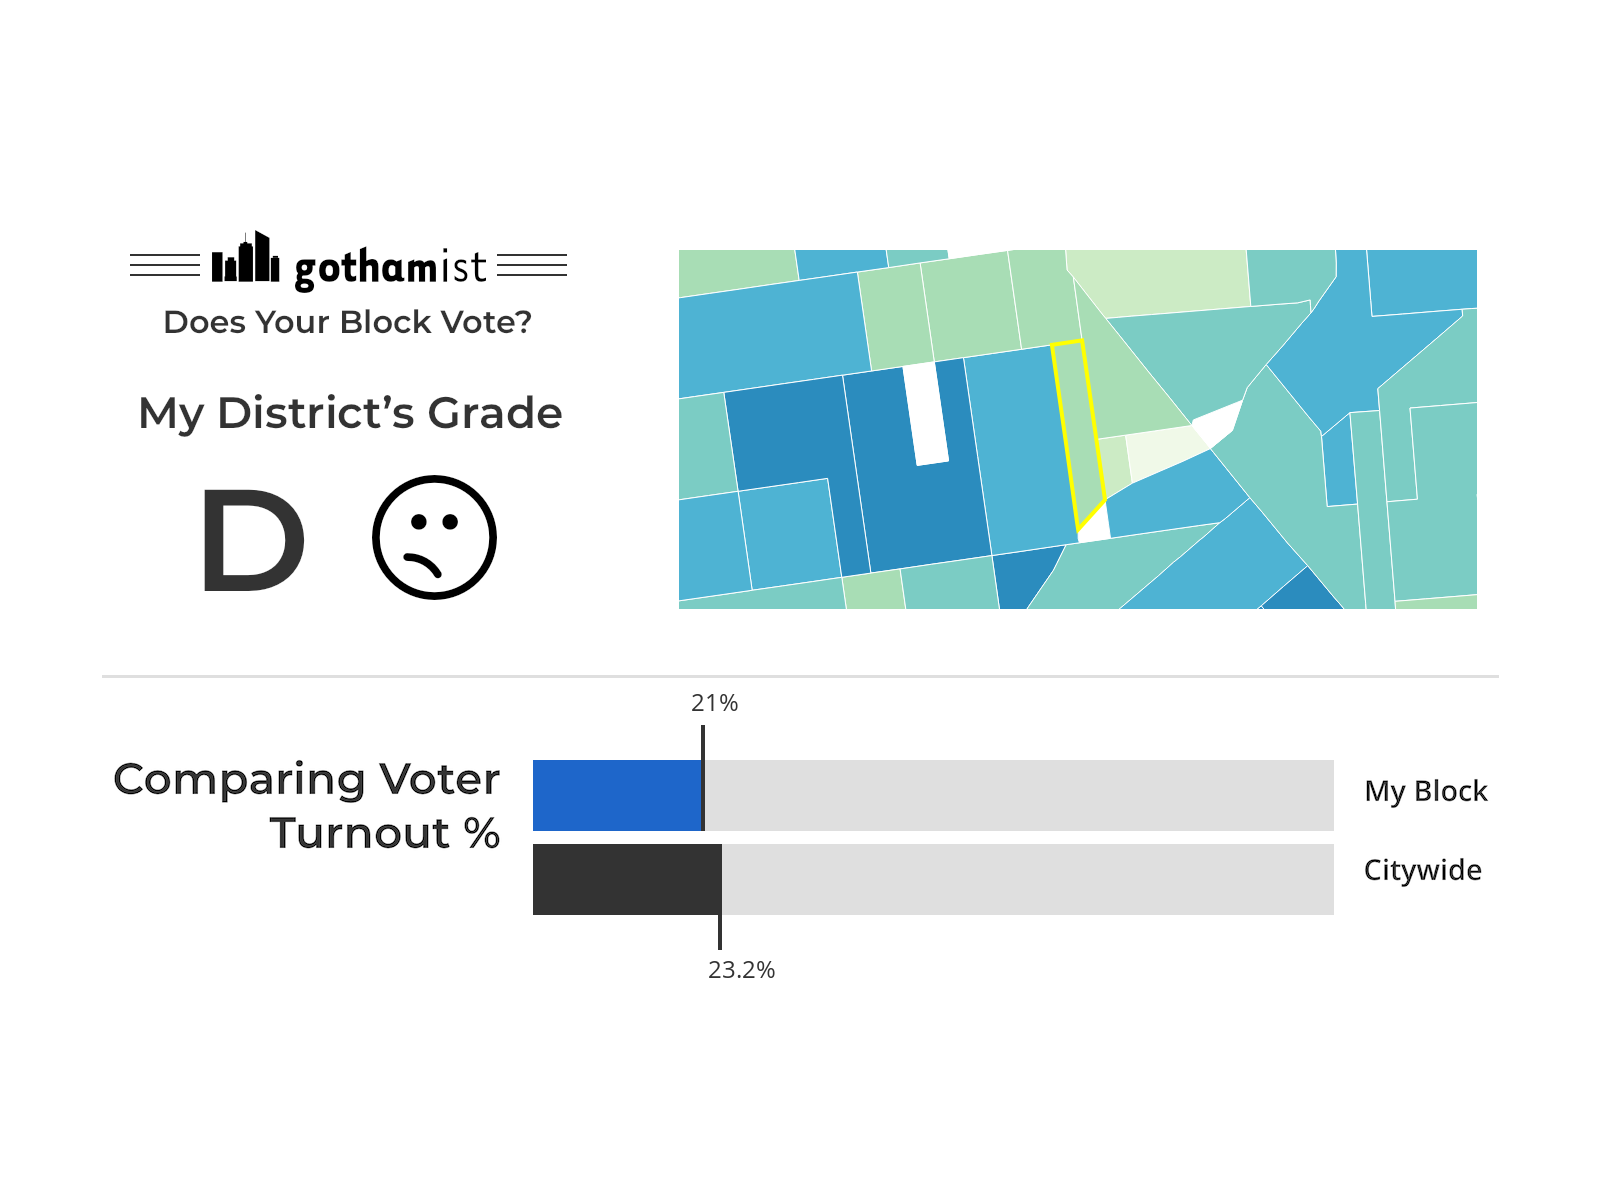 gothamist
Does Your Block Vote?
My District’s Grade
D
21%
Comparing Voter
Turnout %
My Block
Citywide
23.2%